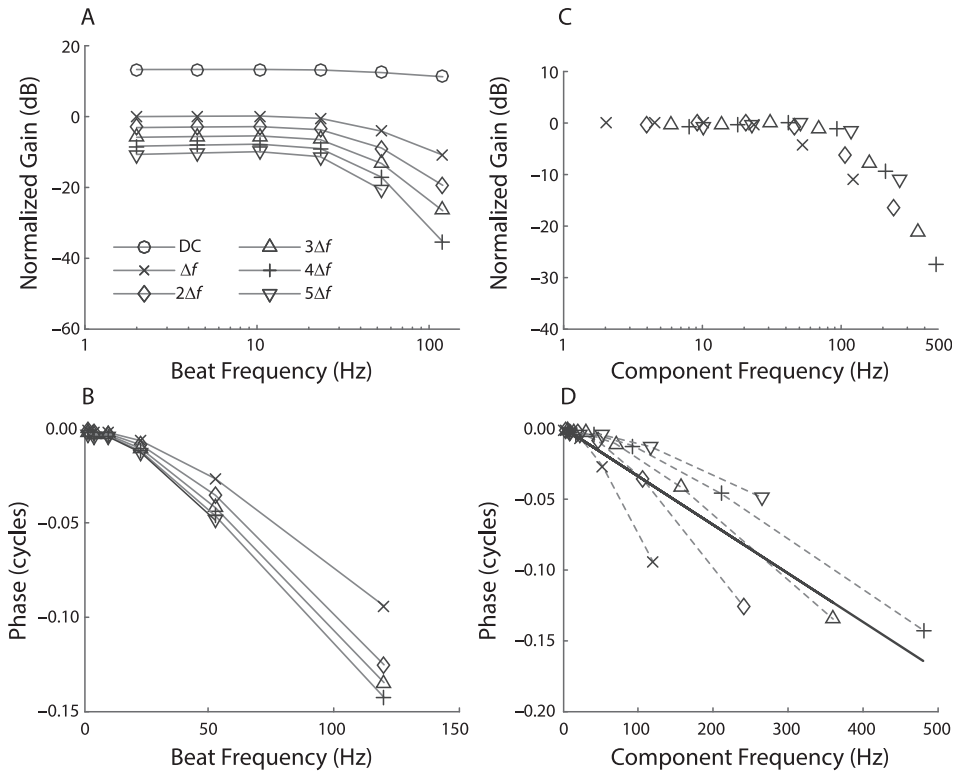 A
Normalized Gain (dB)
20
0
−20
−40
−60
DC
Δf
2Δf
3Δf
4Δf
5Δf
1
10
100
Beat Frequency (Hz)
C
Normalized Gain (dB)
10
0
−10
−20
−30
−40
1
10
100
500
Component Frequency (Hz)
B
Phase (cycles)
0.00
−0.05
−0.10
−0.15
0
50
100
150
Beat Frequency (Hz)
D
Phase (cycles)
0.00
−0.05
−0.10
−0.15
−0.20
0
100
200
300
400
500
Component Frequency (Hz)